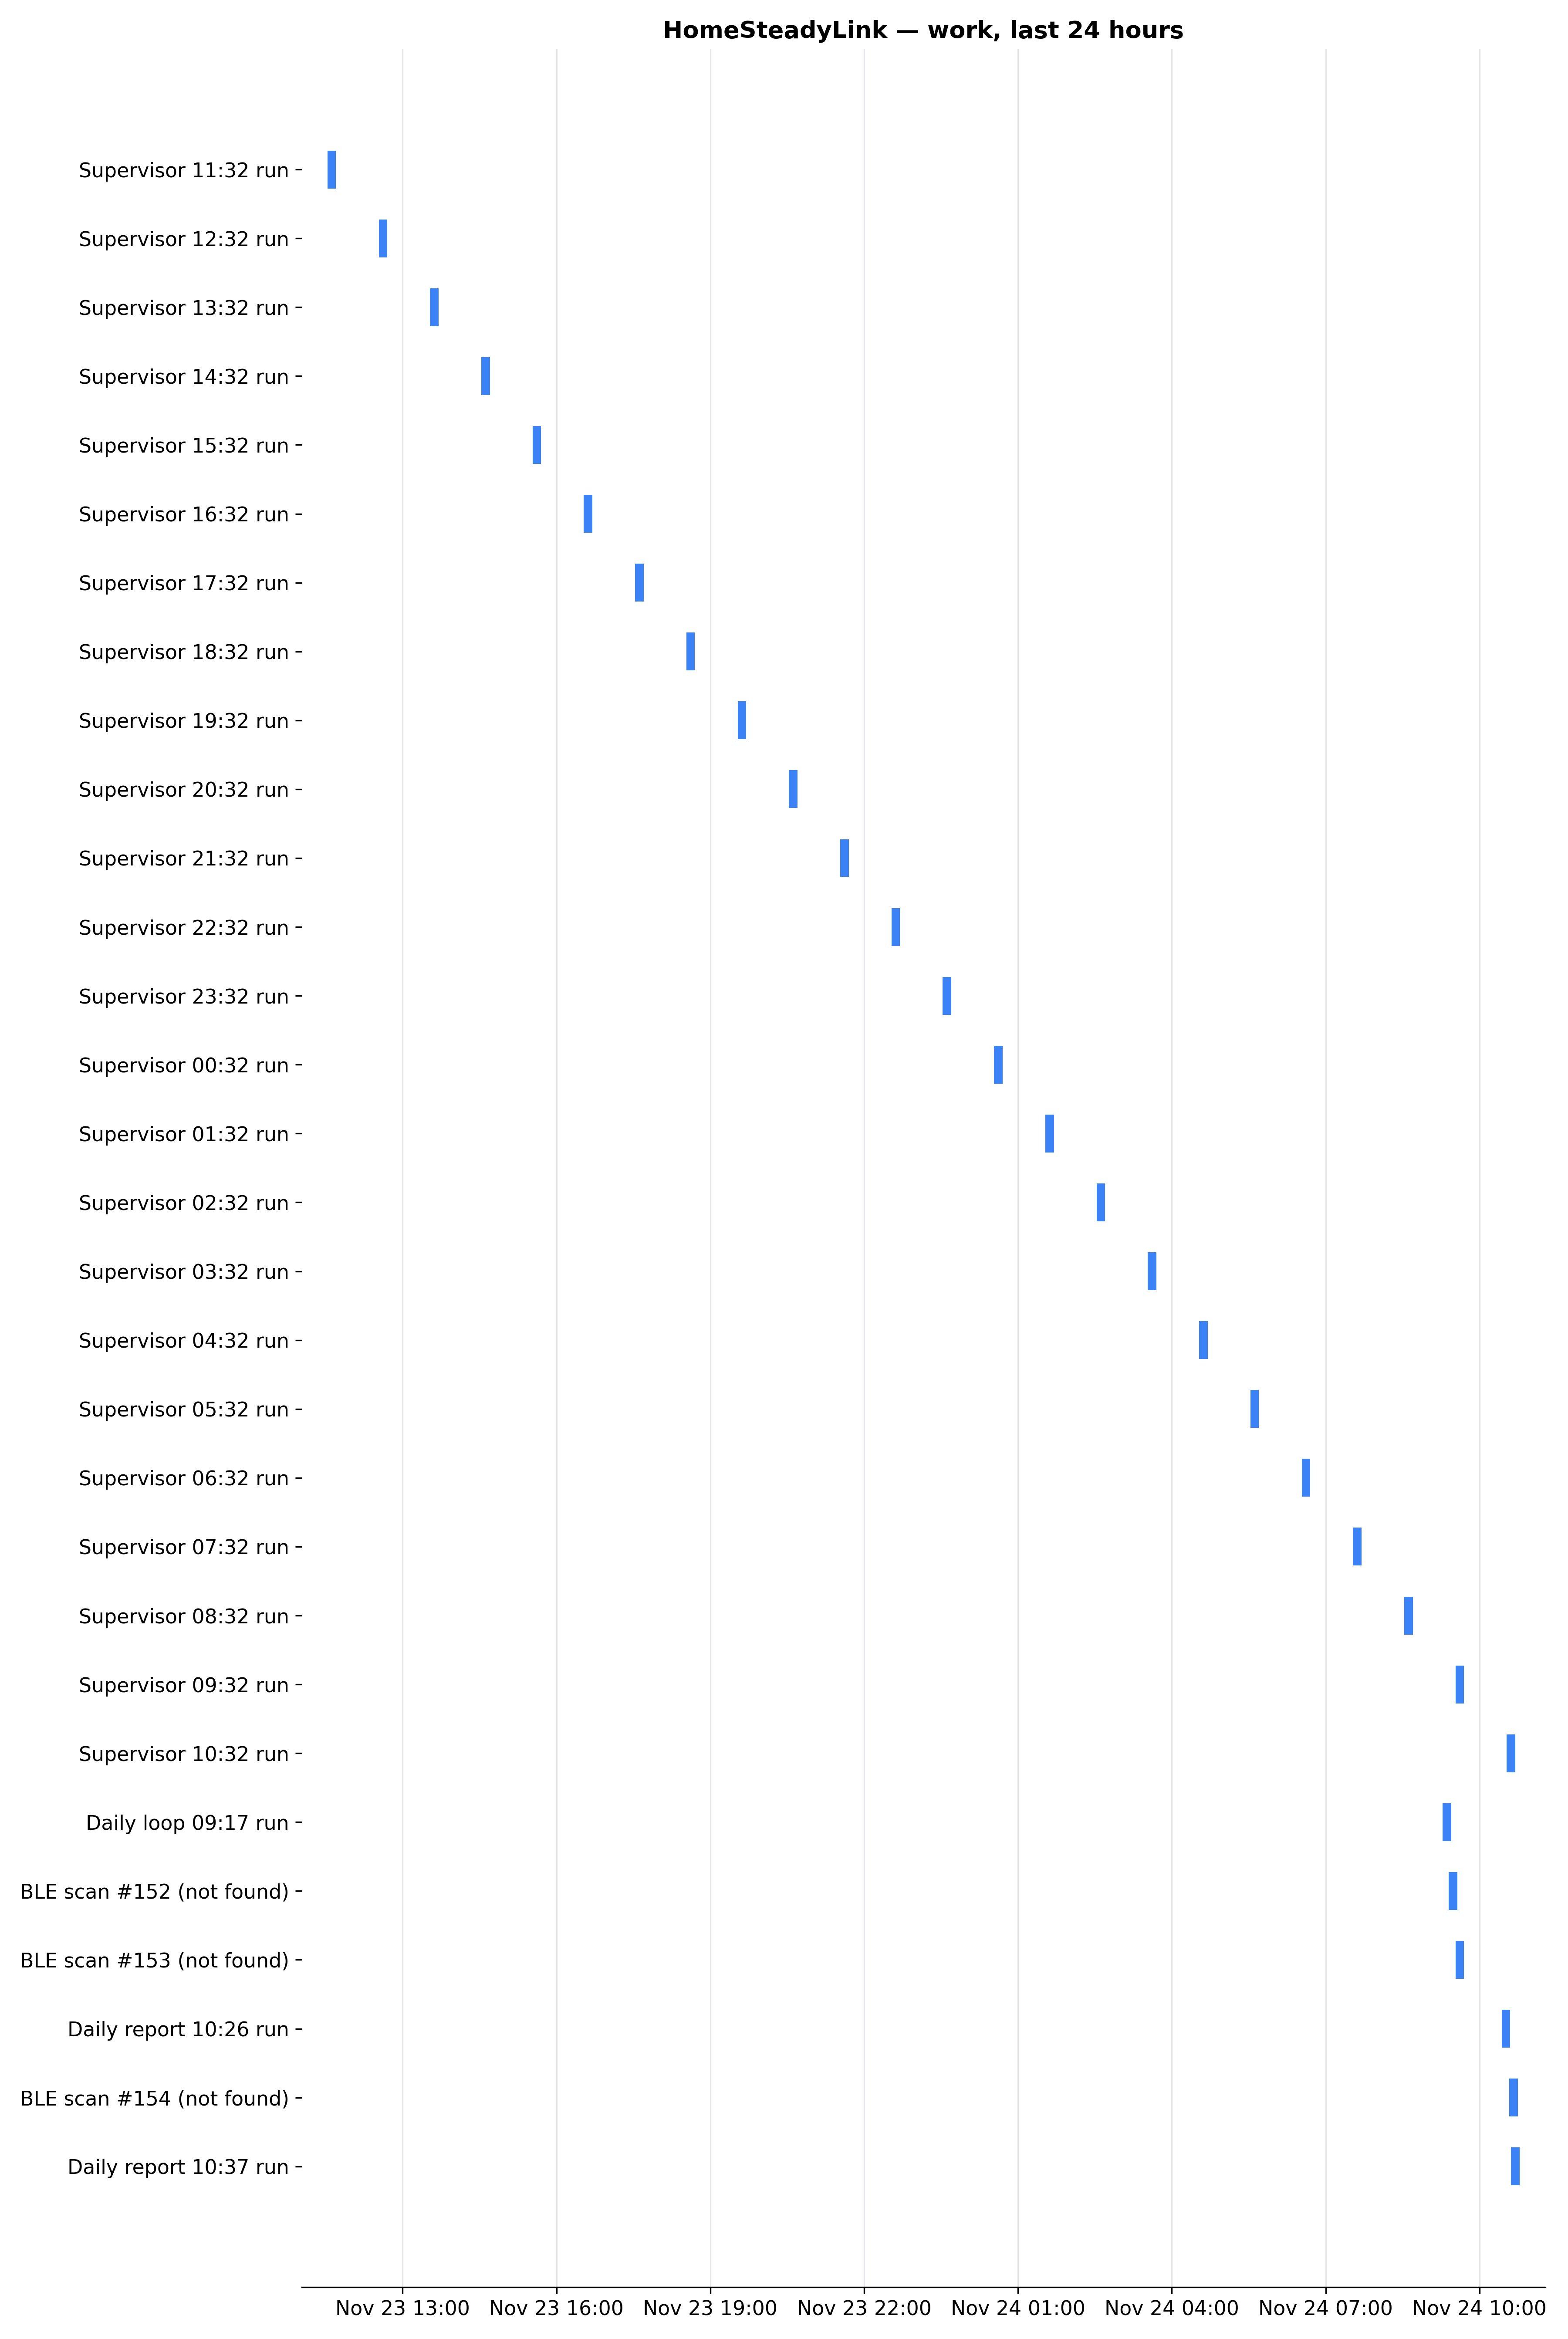 HomeSteadyLink — work, last 24 hours
Supervisor 11:32 run
Supervisor 12:32 run
Supervisor 13:32 run
Supervisor 14:32 run
Supervisor 15:32 run
Supervisor 16:32 run
Supervisor 17:32 run
Supervisor 18:32 run
Supervisor 19:32 run
Supervisor 20:32 run
Supervisor 21:32 run
Supervisor 22:32 run
Supervisor 23:32 run
Supervisor 00:32 run
Supervisor 01:32 run
Supervisor 02:32 run
Supervisor 03:32 run
Supervisor 04:32 run
Supervisor 05:32 run
Supervisor 06:32 run
Supervisor 07:32 run
Supervisor 08:32 run
Supervisor 09:32 run
Supervisor 10:32 run
Daily loop 09:17 run
BLE scan #152 (not found)
BLE scan #153 (not found)
Daily report 10:26 run
BLE scan #154 (not found)
Daily report 10:37 run
Nov 23 13:00 Nov 23 16:00 Nov 23 19:00 Nov 23 22:00 Nov 24 01:00 Nov 24 04:00 Nov 24 07:00 Nov 24 10:00